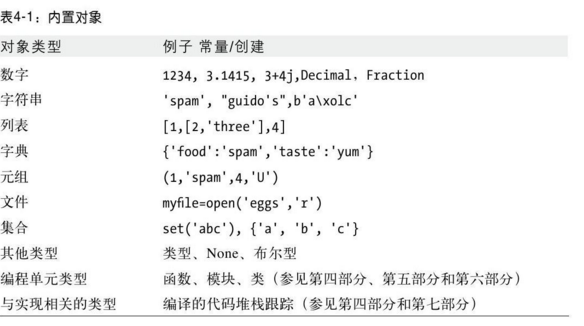 表4-1：内置对象
对象类型 例子 常量/创建
数字 1234, 3.1415, 3+4j,Decimal, Fraction
字符串 'spam', "guido's",b'a\xolc'
列表 [1,[2,'three'],4]
字典 {'food':'spam','taste':'yum'}
元组 (1,'spam',4,'U')
文件 myfile=open('eggs','r')
集合 set('abc'), {'a', 'b', 'c'}
其他类型 类型、None、布尔型
编程单元类型 函数、模块、类（参见第四部分、第五部分和第六部分）
与实现相关的类型 编译的代码堆栈跟踪（参见第四部分和第七部分）